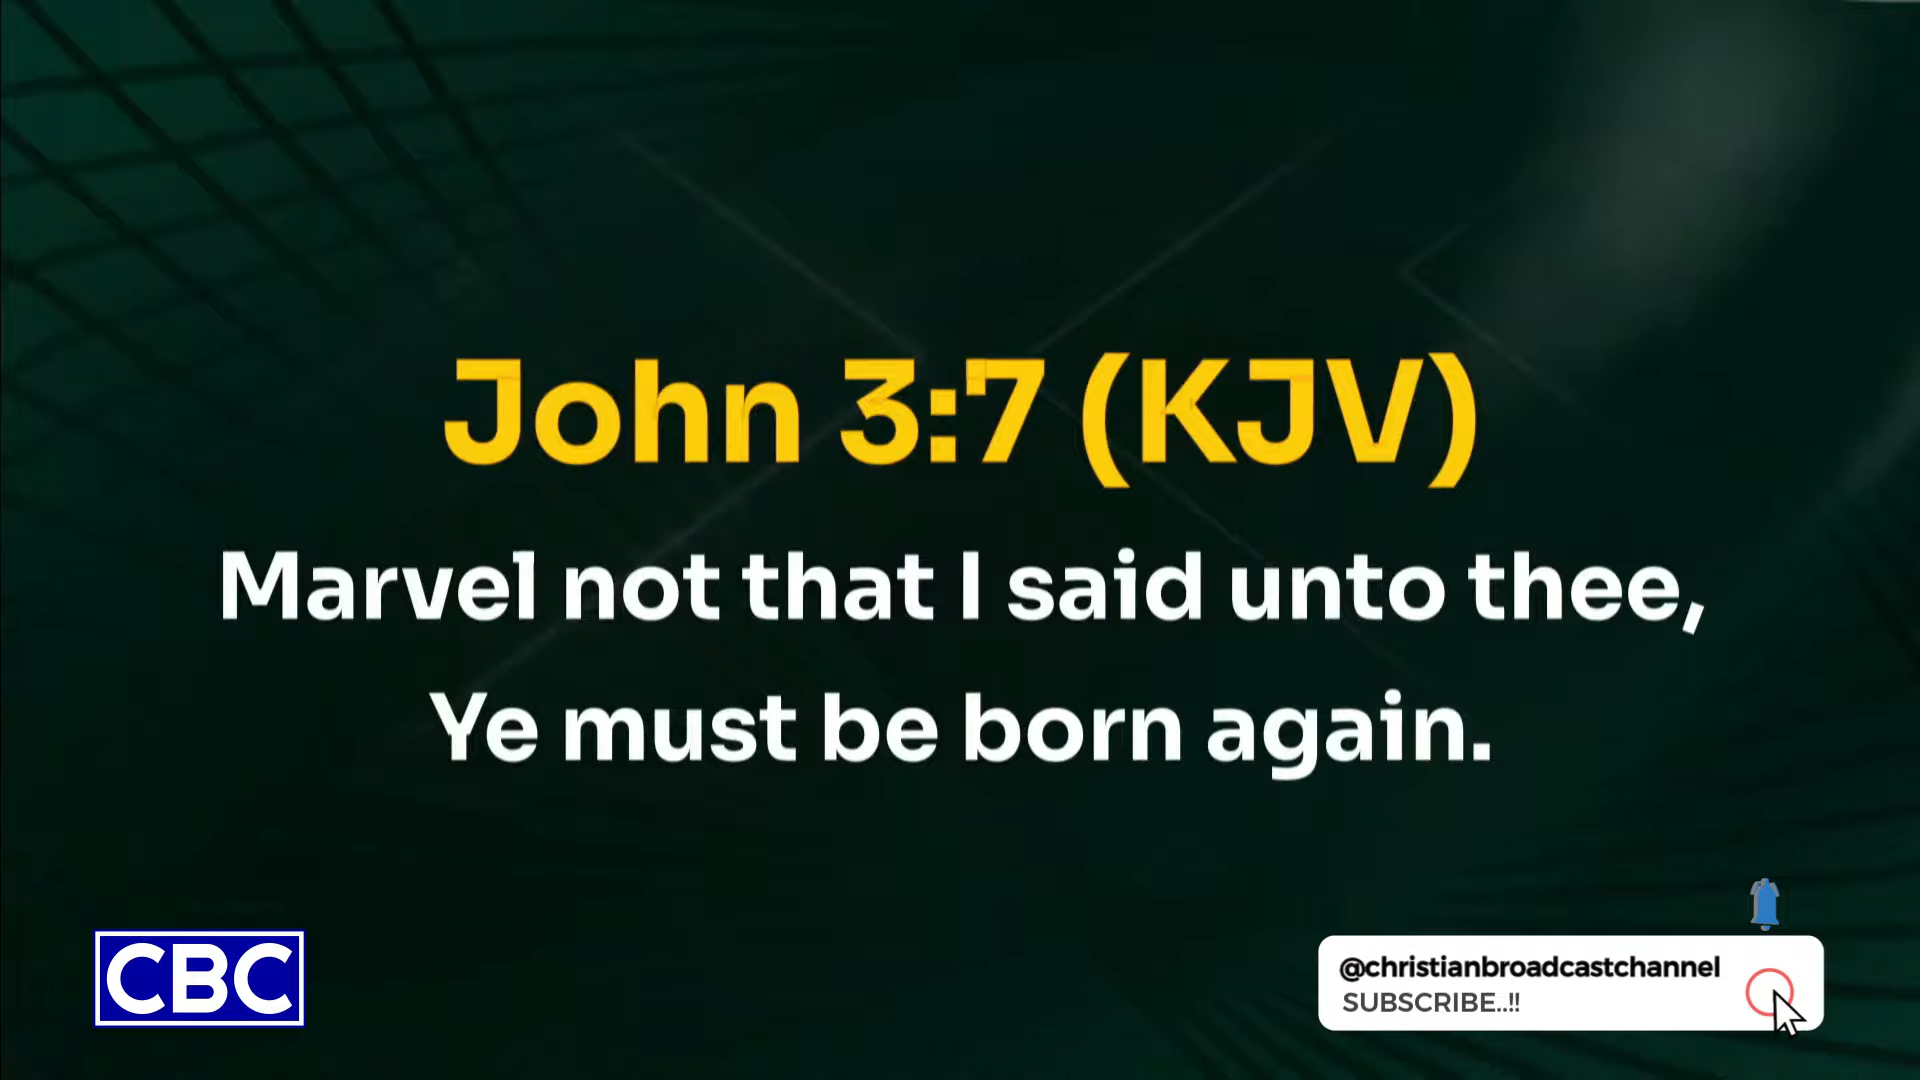 John 3:7 (KJV)
Marvel not that I said unto thee,
Ye must be born again.
CBC
@christianbroadcastchannel
SUBSCRIBE..!!